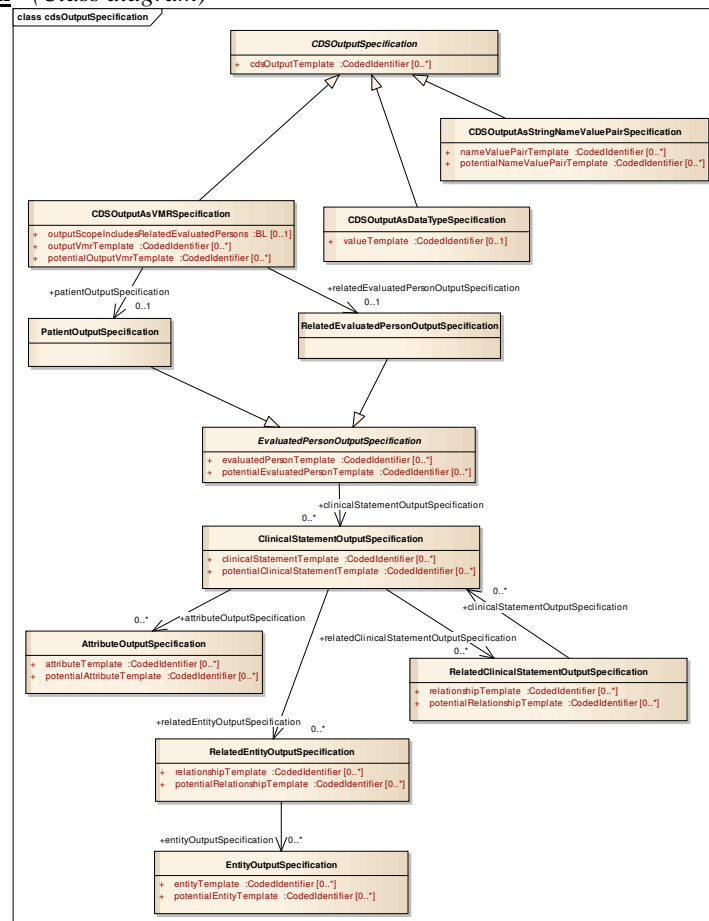 (Class diagram)
class cdsOutputSpecification
CDSOutputSpecification
+ cdsOutputTemplate :CodedIdentifier [0..*]
CDSOutputAsStringNameValuePairSpecification
+ nameValuePairTemplate :CodedIdentifier [0..*]
+ potentialNameValuePairTemplate :CodedIdentifier [0..*]
CDSOutputAsVMRSpecification
+ outputScopeIncludesRelatedEvaluatedPersons :BL [0..1]
+ outputVmrTemplate :CodedIdentifier [0..*]
+ potentialOutputVmrTemplate :CodedIdentifier [0..*]
CDSOutputAsDataTypeSpecification
+ valueTemplate :CodedIdentifier [0..1]
+patientOutputSpecification
0..1
+relatedEvaluatedPersonOutputSpecification
0..1
PatientOutputSpecification
RelatedEvaluatedPersonOutputSpecification
EvaluatedPersonOutputSpecification
+ evaluatedPersonTemplate :CodedIdentifier [0..*]
+ potentialEvaluatedPersonTemplate :CodedIdentifier [0..*]
+clinicalStatementOutputSpecification
0..*
ClinicalStatementOutputSpecification
+ clinicalStatementTemplate :CodedIdentifier [0..*]
+ potentialClinicalStatementTemplate :CodedIdentifier [0..*]
0..*
+clinicalStatementOutputSpecification
0..*
+attributeOutputSpecification
+relatedClinicalStatementOutputSpecification
0..*
AttributeOutputSpecification
+ attributeTemplate :CodedIdentifier [0..*]
+ potentialAttributeTemplate :CodedIdentifier [0..*]
RelatedClinicalStatementOutputSpecification
+ relationshipTemplate :CodedIdentifier [0..*]
+ potentialRelationshipTemplate :CodedIdentifier [0..*]
+relatedEntityOutputSpecification
0..*
RelatedEntityOutputSpecification
+ relationshipTemplate :CodedIdentifier [0..*]
+ potentialRelationshipTemplate :CodedIdentifier [0..*]
+entityOutputSpecification 0..*
EntityOutputSpecification
+ entityTemplate :CodedIdentifier [0..*]
+ potentialEntityTemplate :CodedIdentifier [0..*]